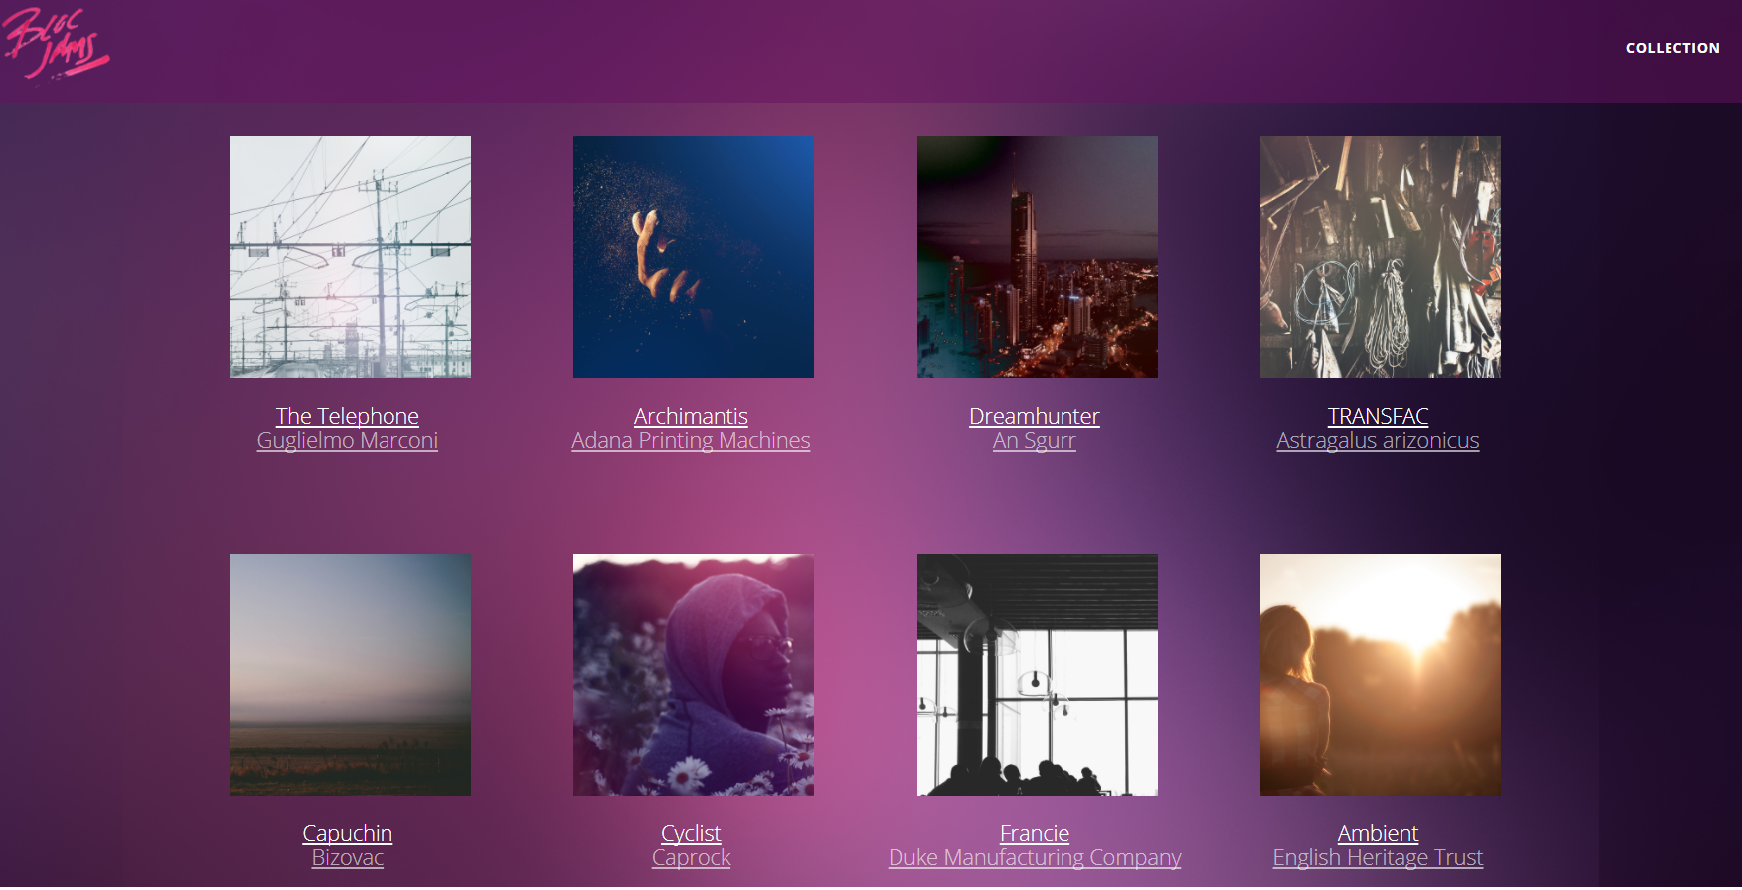 Bloc
Jams
COLLECTION
The Telephone
Guglielmo Marconi
Archimantis
Adana Printing Machines
Dreamhunter
An Sgurr
TRANSFAC
Astragalus arizonicus
Capuchin
Bizovac
Cyclist
Caprock
Francie
Duke Manufacturing Company
Ambient
English Heritage Trust